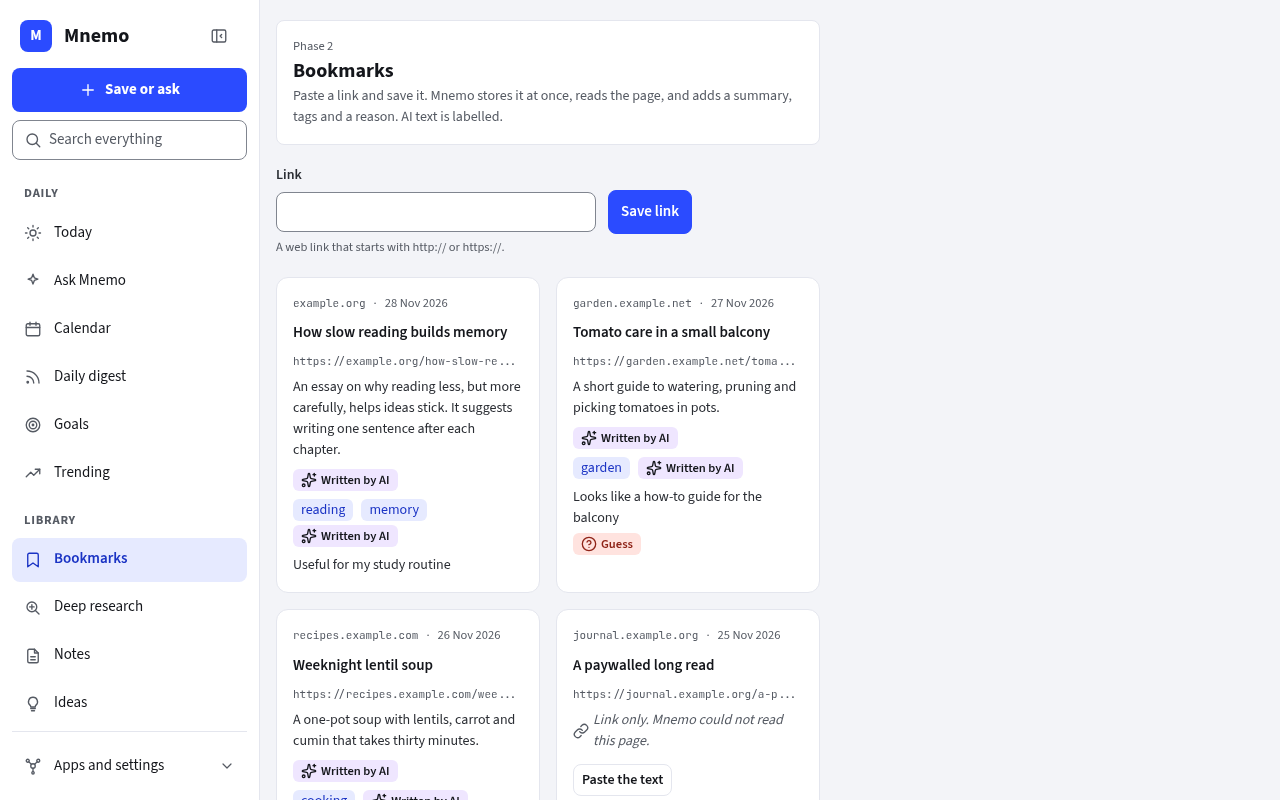 M Mnemo
Save or ask
Search everything
DAILY
Today
Ask Mnemo
Calendar
Daily digest
Goals
Trending
LIBRARY
Bookmarks
Deep research
Notes
Ideas
Apps and settings
Phase 2
Bookmarks
Paste a link and save it. Mnemo stores it at once, reads the page, and adds a summary,
tags and a reason. AI text is labelled.
Link
Save link
A web link that starts with http:// or https://.
example.org · 28 Nov 2026
How slow reading builds memory
https://example.org/how-slow-re...
An essay on why reading less, but more
carefully, helps ideas stick. It suggests
writing one sentence after each
chapter.
Written by AI
reading memory
Written by AI
Useful for my study routine
garden.example.net · 27 Nov 2026
Tomato care in a small balcony
https://garden.example.net/toma...
A short guide to watering, pruning and
picking tomatoes in pots.
Written by AI
garden Written by AI
Looks like a how-to guide for the
balcony
Guess
recipes.example.com · 26 Nov 2026
Weeknight lentil soup
https://recipes.example.com/wee...
A one-pot soup with lentils, carrot and
cumin that takes thirty minutes.
Written by AI
cooking Written by AI
journal.example.org · 25 Nov 2026
A paywalled long read
https://journal.example.org/a-p...
Link only. Mnemo could not read
this page.
Paste the text